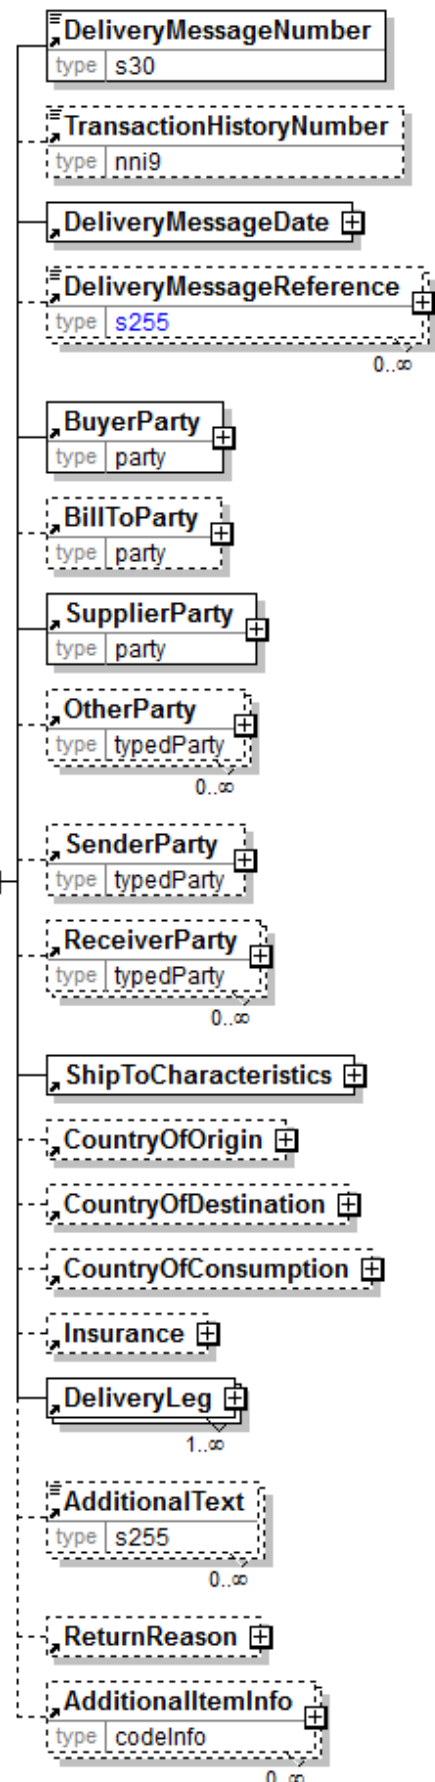 DeliveryMessageNumber
type s30
TransactionHistoryNumber
type nni9
DeliveryMessageDate
DeliveryMessageReference
type s255
0..∞
BuyerParty
type party
BillToParty
type party
SupplierParty
type party
OtherParty
type typedParty
0..∞
SenderParty
type typedParty
ReceiverParty
type typedParty
0..∞
ShipToCharacteristics
CountryOfOrigin
CountryOfDestination
CountryOfConsumption
Insurance
DeliveryLeg
1..∞
AdditionalText
type s255
0..∞
ReturnReason
AdditionalItemInfo
type codeInfo
0..∞